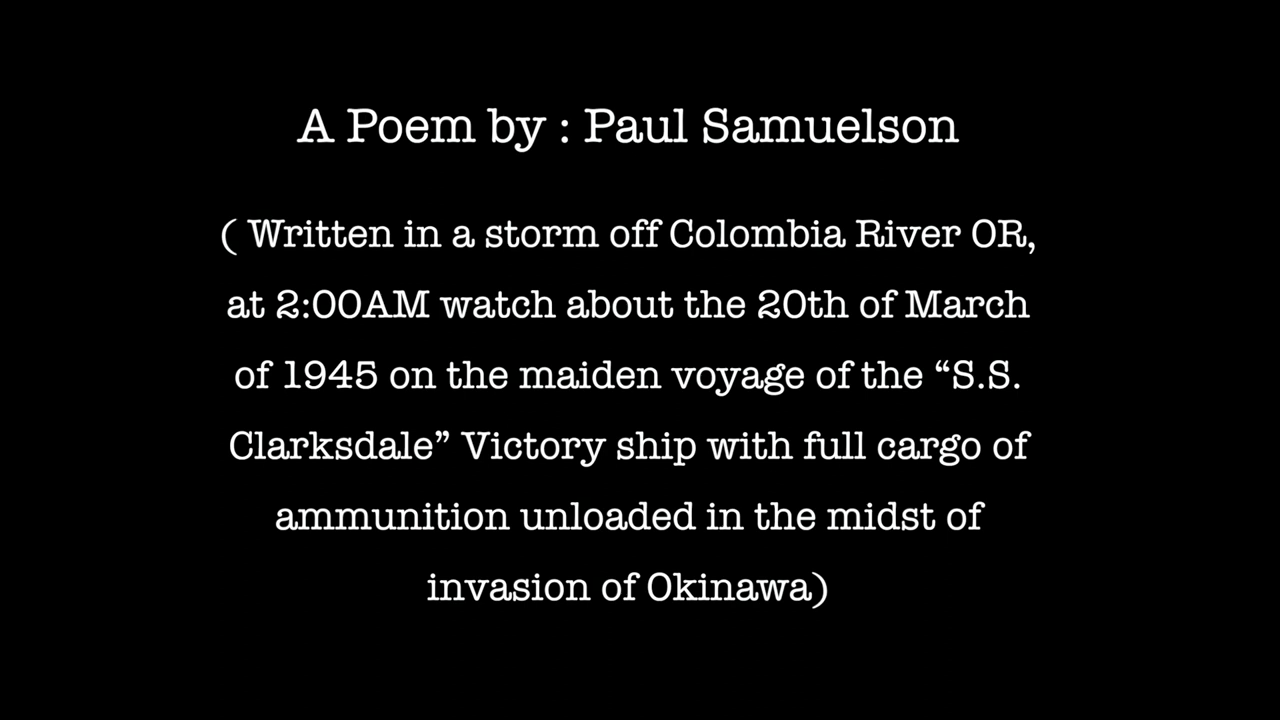 A Poem by : Paul Samuelson
( Written in a storm off Colombia River OR,
at 2:00AM watch about the 20th of March
of 1945 on the maiden voyage of the “S.S.
Clarksdale” Victory ship with full cargo of
ammunition unloaded in the midst of
invasion of Okinawa)